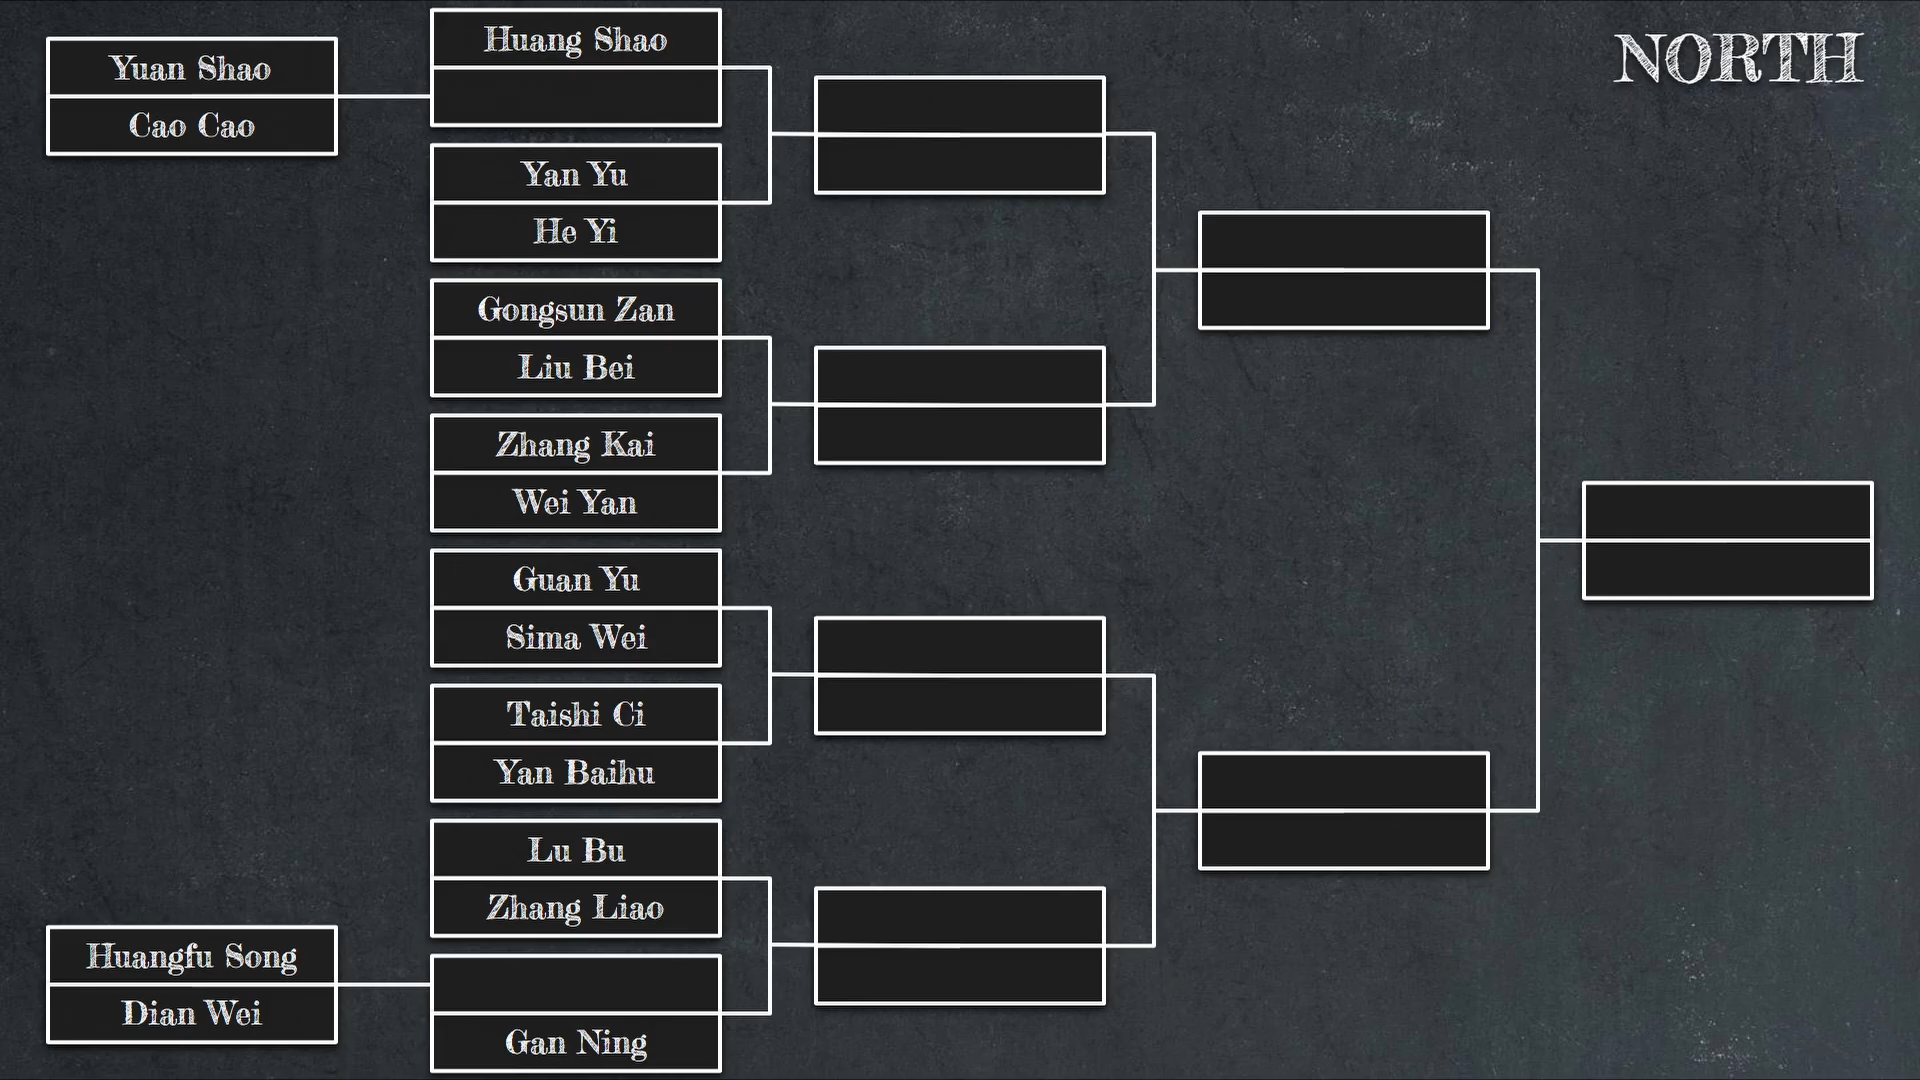 NORTH
Yuan Shao
Cao Cao
Huang Shao
Yan Yu
He Yi
Gongsun Zan
Liu Bei
Zhang Kai
Wei Yan
Guan Yu
Sima Wei
Taishi Ci
Yan Baihu
Lu Bu
Zhang Liao
Huangfu Song
Dian Wei
Gan Ning